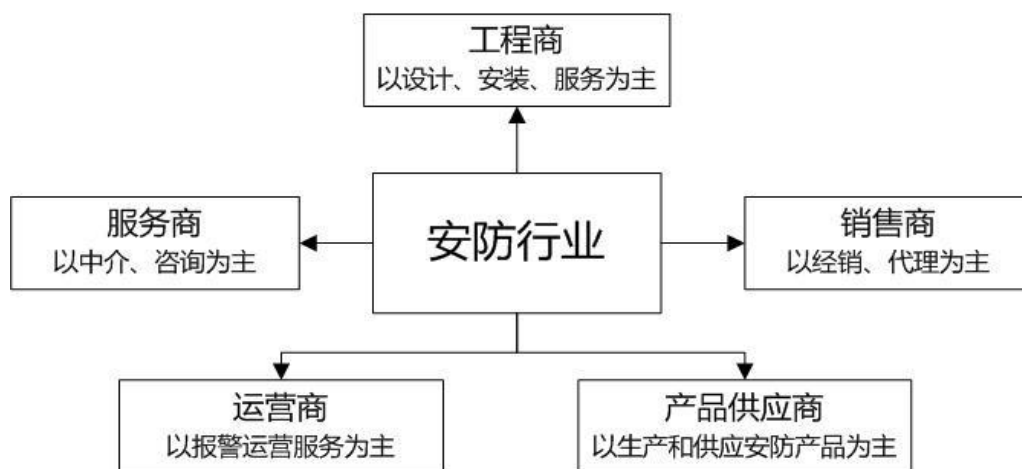 工程商
以设计、安装、服务为主
服务商
以中介、咨询为主
安防行业
销售商
以经销、代理为主
运营商
以报警运营服务为主
产品供应商
以生产和供应安防产品为主